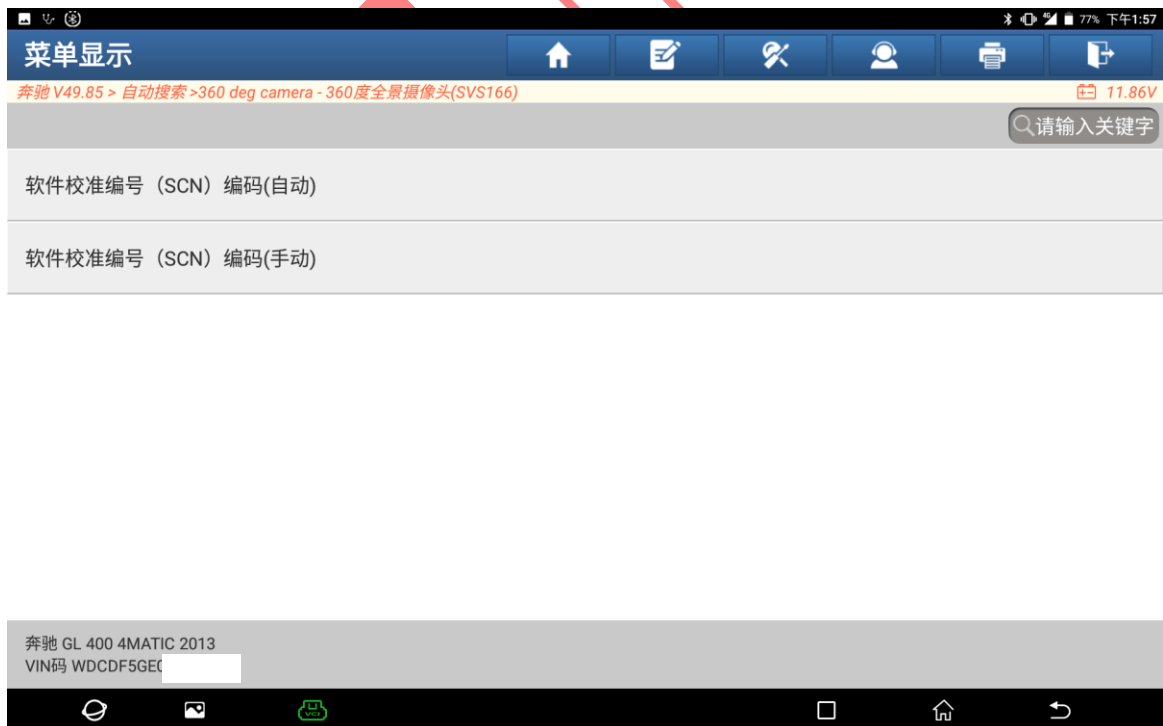 77% 下午1:57
菜单显示
奔驰 V49.85 > 自动搜索 >360 deg camera - 360度全景摄像头(SVS166)
11.86V
请输入关键字
软件校准编号（SCN）编码(自动)
软件校准编号（SCN）编码(手动)
奔驰 GL 400 4MATIC 2013
VIN码 WDCDF5GE
VCI